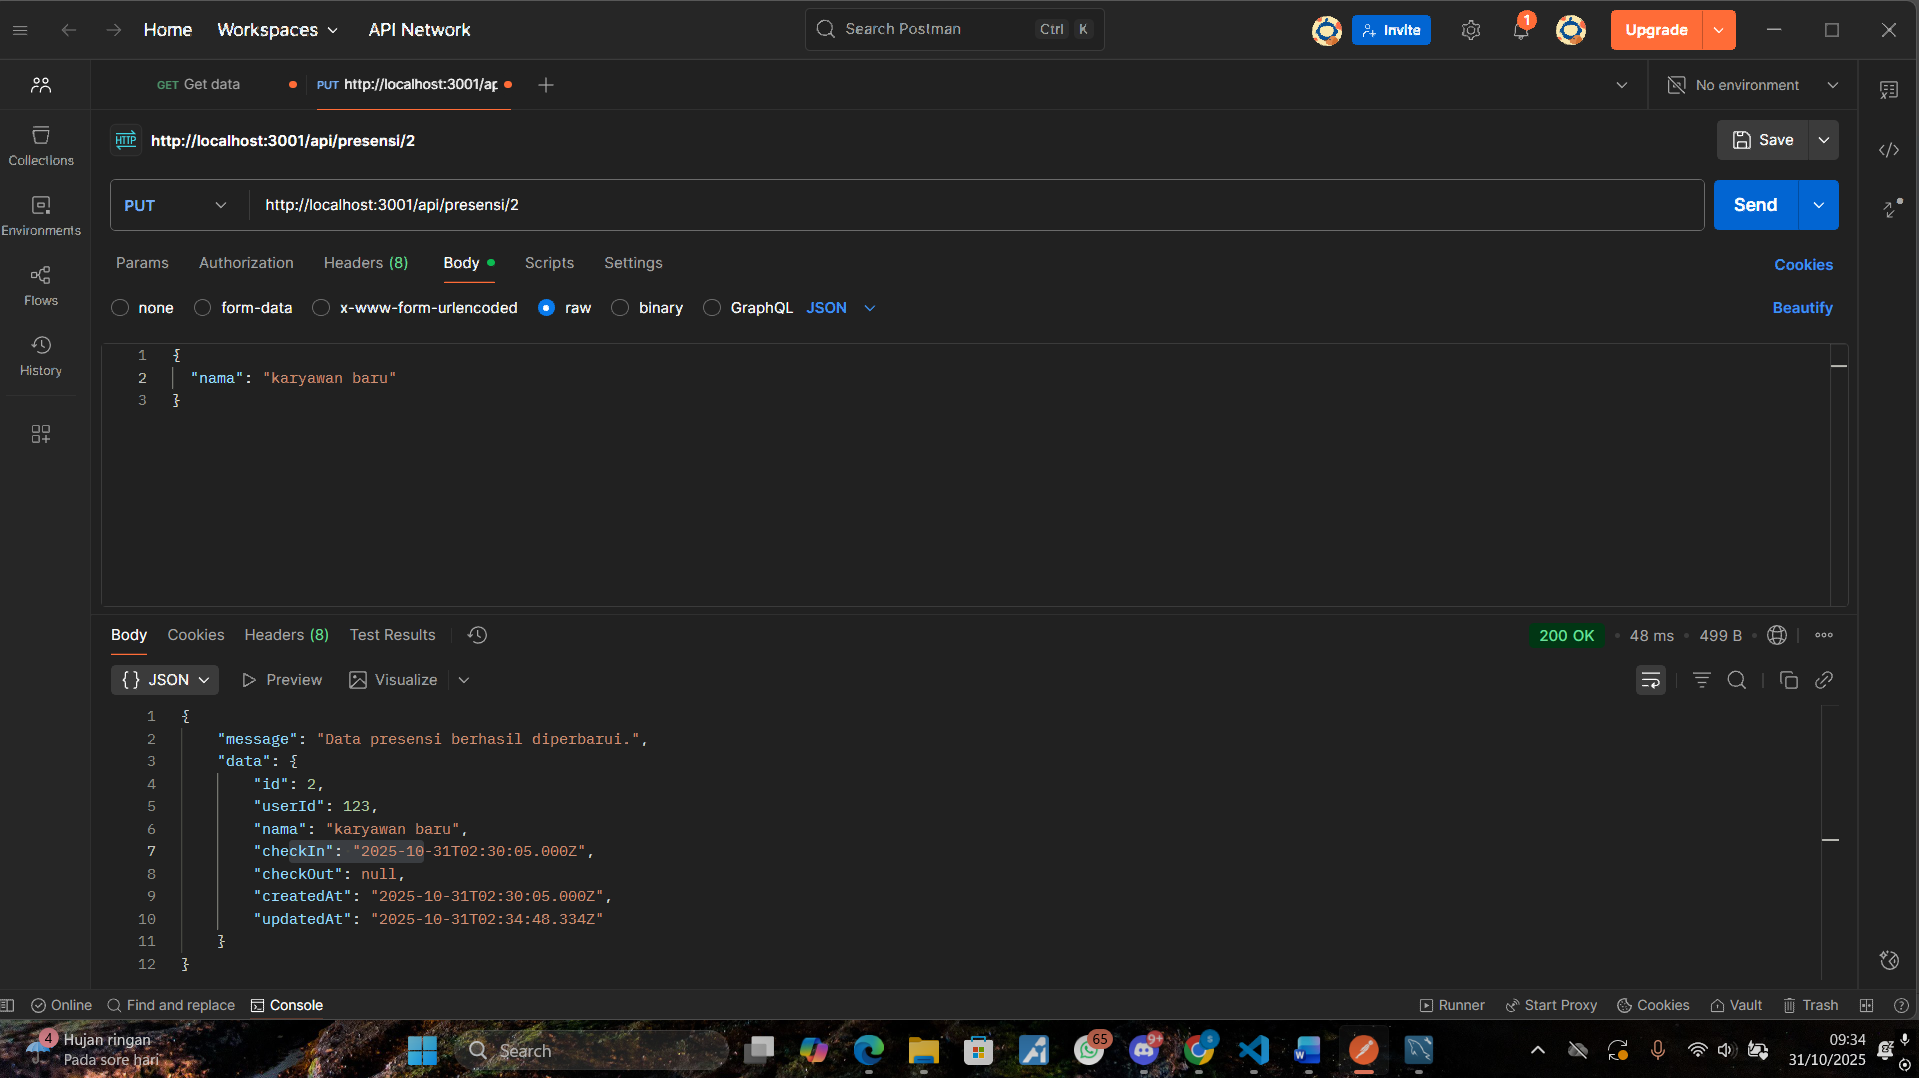 Home Workspaces API Network Search Postman Ctrl K Invite 1 Upgrade
GET Get data PUT http://localhost:3001/ap No environment
HTTP http://localhost:3001/api/presensi/2 Save
PUT http://localhost:3001/api/presensi/2 Send
Params Authorization Headers (8) Body Scripts Settings Cookies
none form-data x-www-form-urlencoded raw binary GraphQL JSON Beautify
Collections
Environments
Flows
History
1 {
2 "nama": "karyawan baru"
3 }
Body Cookies Headers (8) Test Results 200 OK 48 ms 499 B
{} JSON Preview Visualize
1 {
2 "message": "Data presensi berhasil diperbarui.",
3 "data": {
4 "id": 2,
5 "userId": 123,
6 "nama": "karyawan baru",
7 "checkIn": "2025-10-31T02:30:05.000Z",
8 "checkOut": null,
9 "createdAt": "2025-10-31T02:30:05.000Z",
10 "updatedAt": "2025-10-31T02:34:48.334Z"
11 }
12 }
Online Find and replace Console Runner Start Proxy Cookies Vault Trash
4 Hujan ringan
Pada sore hari
Search
65
9+
09:34
31/10/2025